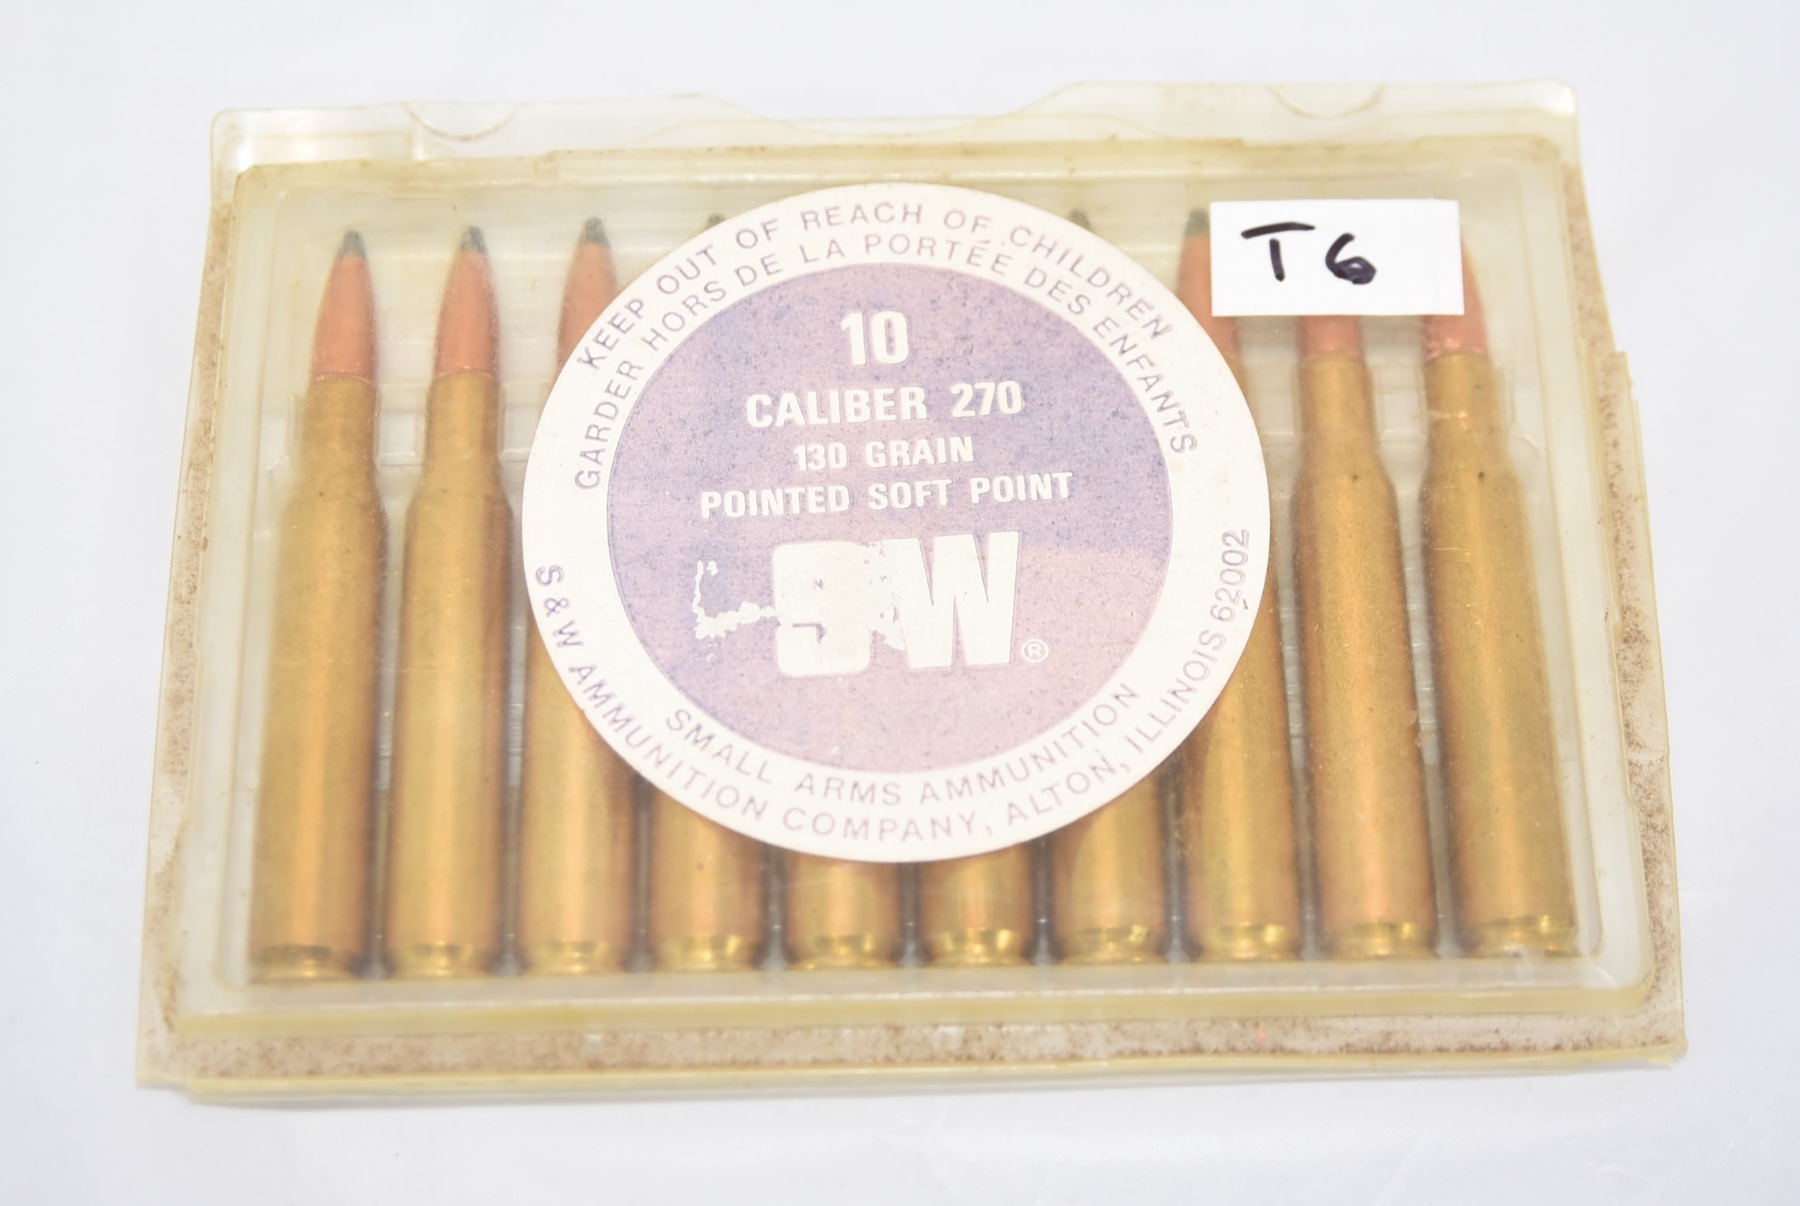 KEEP OUT OF REACH OF CHILDREN
GARDER HORS DE LA PORTÉE DES ENFANTS
T6
10
CALIBER 270
130 GRAIN
POINTED SOFT POINT
S&W®
SMALL ARMS AMMUNITION
S&W AMMUNITION COMPANY, ALTON, ILLINOIS 62002